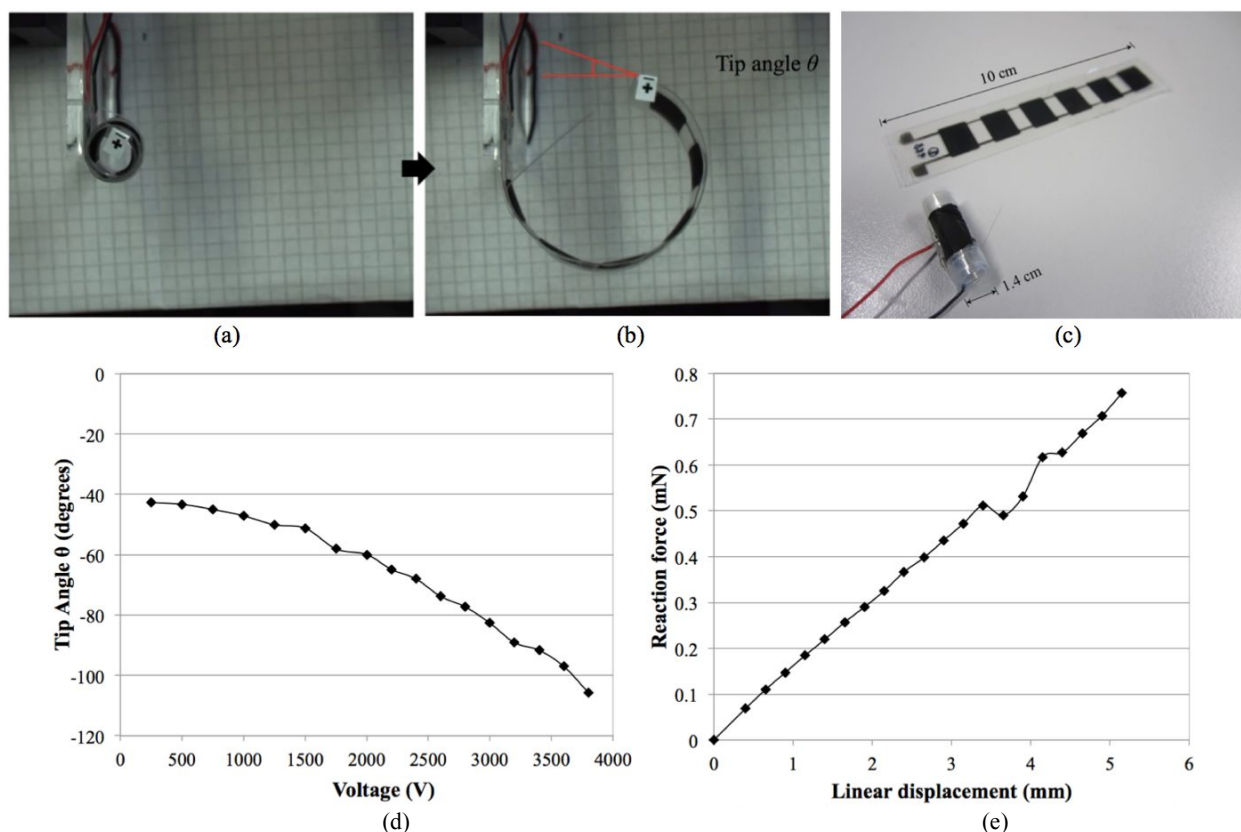 Tip angle θ
10 cm
1.4 cm
(a)
(b)
(c)
0
-20
-40
-60
-80
-100
-120
Tip Angle θ (degrees)
0 500 1000 1500 2000 2500 3000 3500 4000
Voltage (V)
(d)
0.8
0.7
0.6
0.5
0.4
0.3
0.2
0.1
0
Reaction force (mN)
0 1 2 3 4 5 6
Linear displacement (mm)
(e)